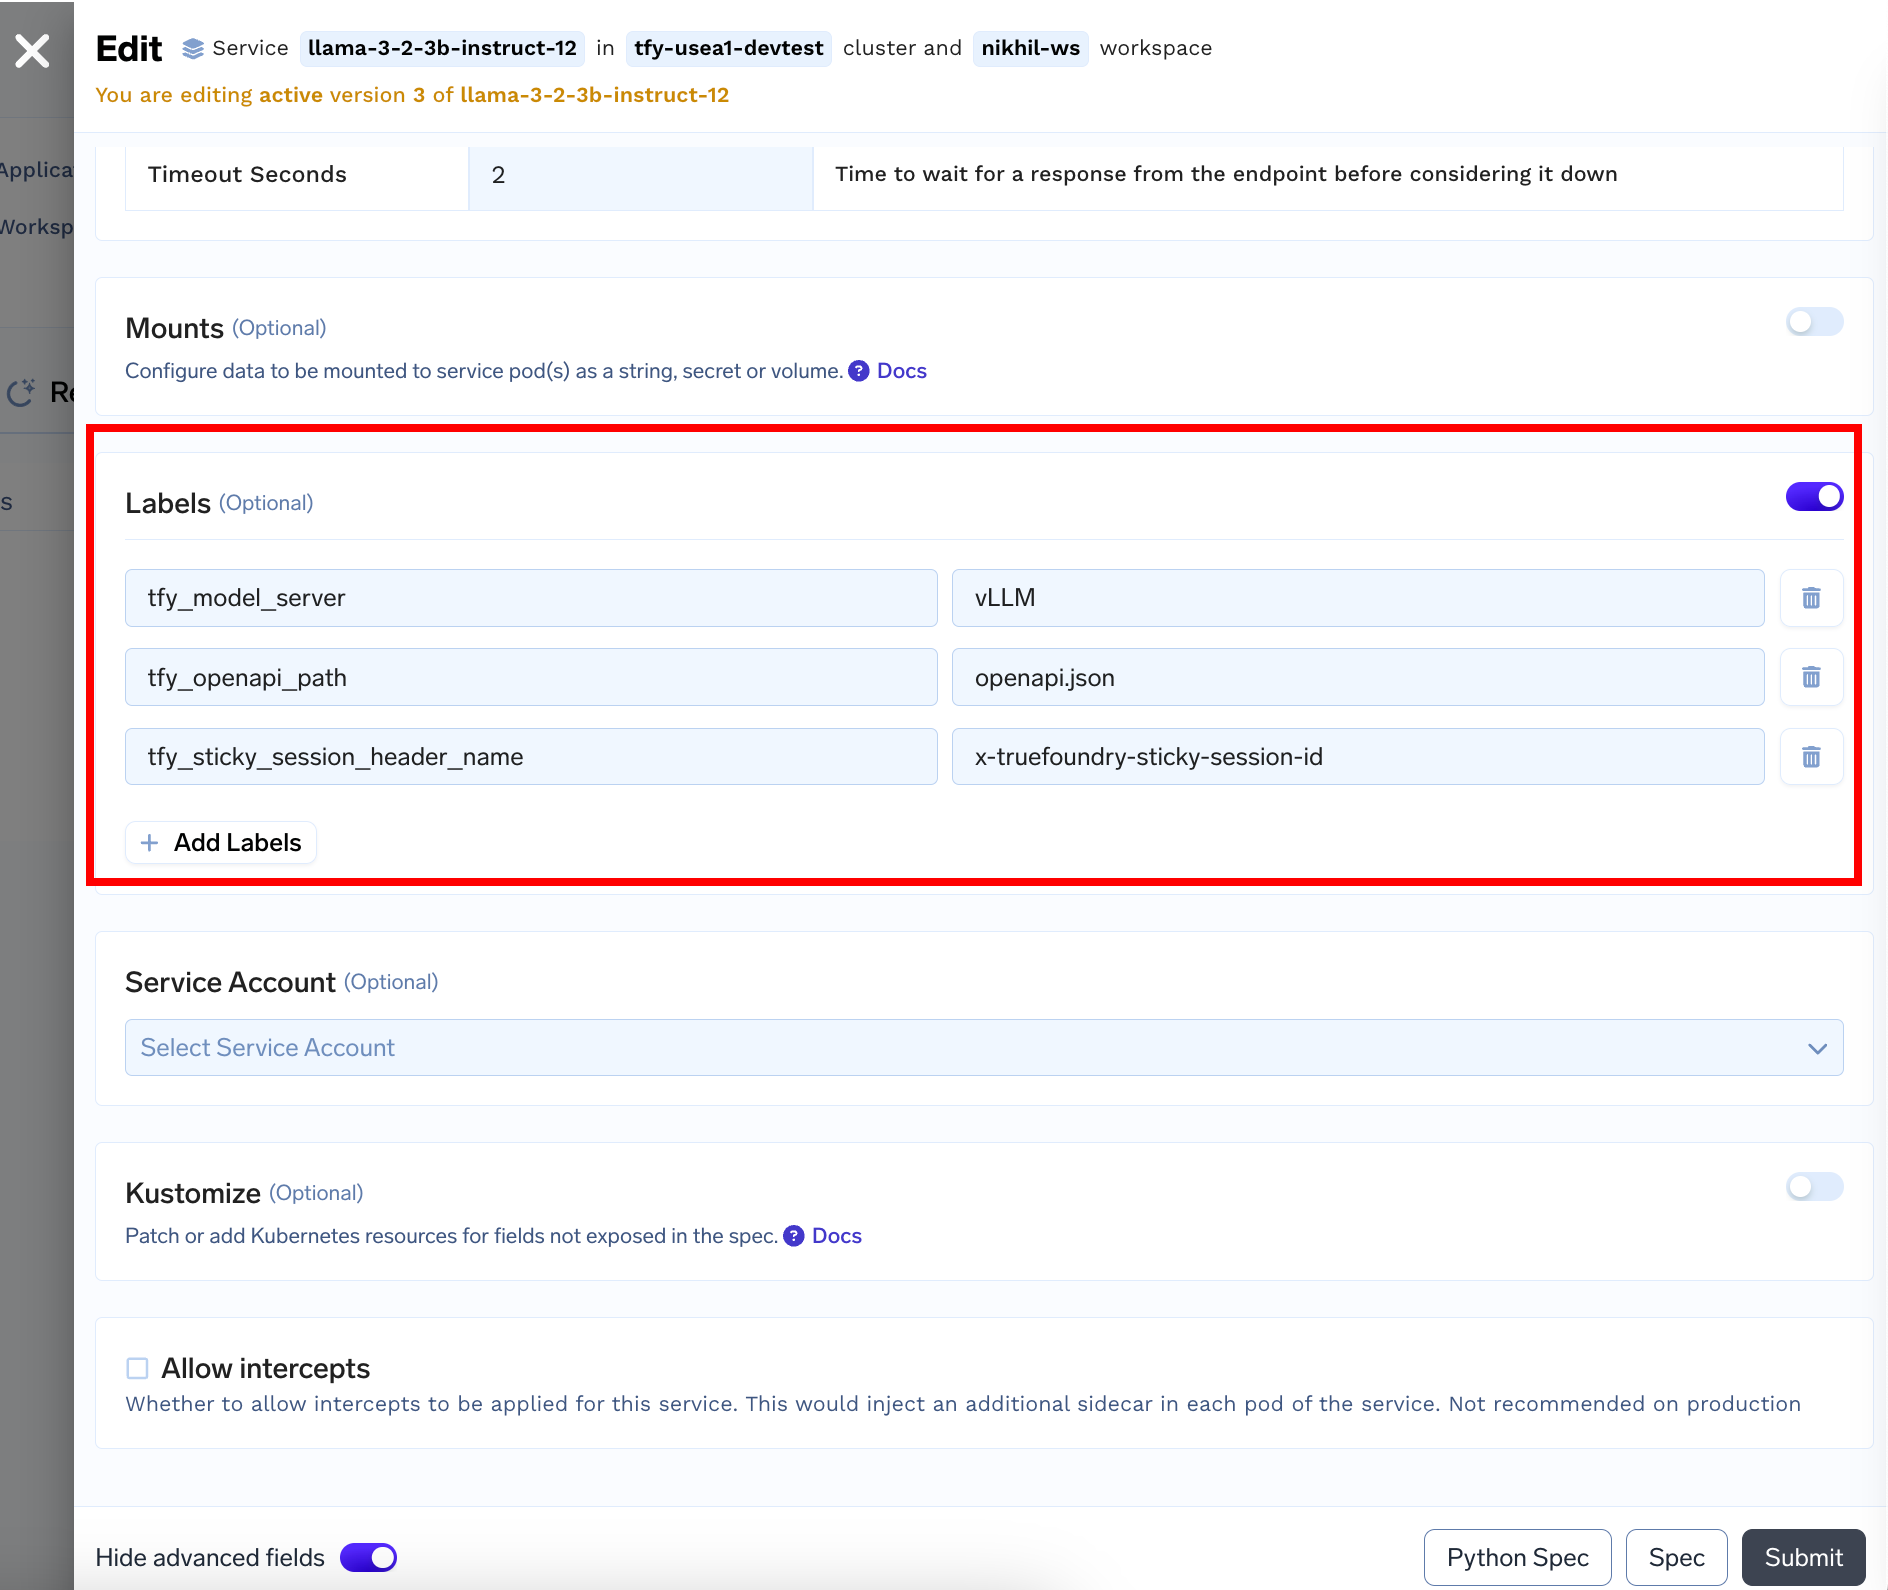 Edit Service llama-3-2-3b-instruct-12 in tfy-usea1-devtest cluster and nikhil-ws workspace
You are editing active version 3 of llama-3-2-3b-instruct-12
Timeout Seconds 2 Time to wait for a response from the endpoint before considering it down
Mounts (Optional)
Configure data to be mounted to service pod(s) as a string, secret or volume. ? Docs
Labels (Optional)
tfy_model_server vLLM
tfy_openapi_path openapi.json
tfy_sticky_session_header_name x-truefoundry-sticky-session-id
+ Add Labels
Service Account (Optional)
Select Service Account
Kustomize (Optional)
Patch or add Kubernetes resources for fields not exposed in the spec. ? Docs
Allow intercepts
Whether to allow intercepts to be applied for this service. This would inject an additional sidecar in each pod of the service. Not recommended on production
Hide advanced fields Python Spec Spec Submit